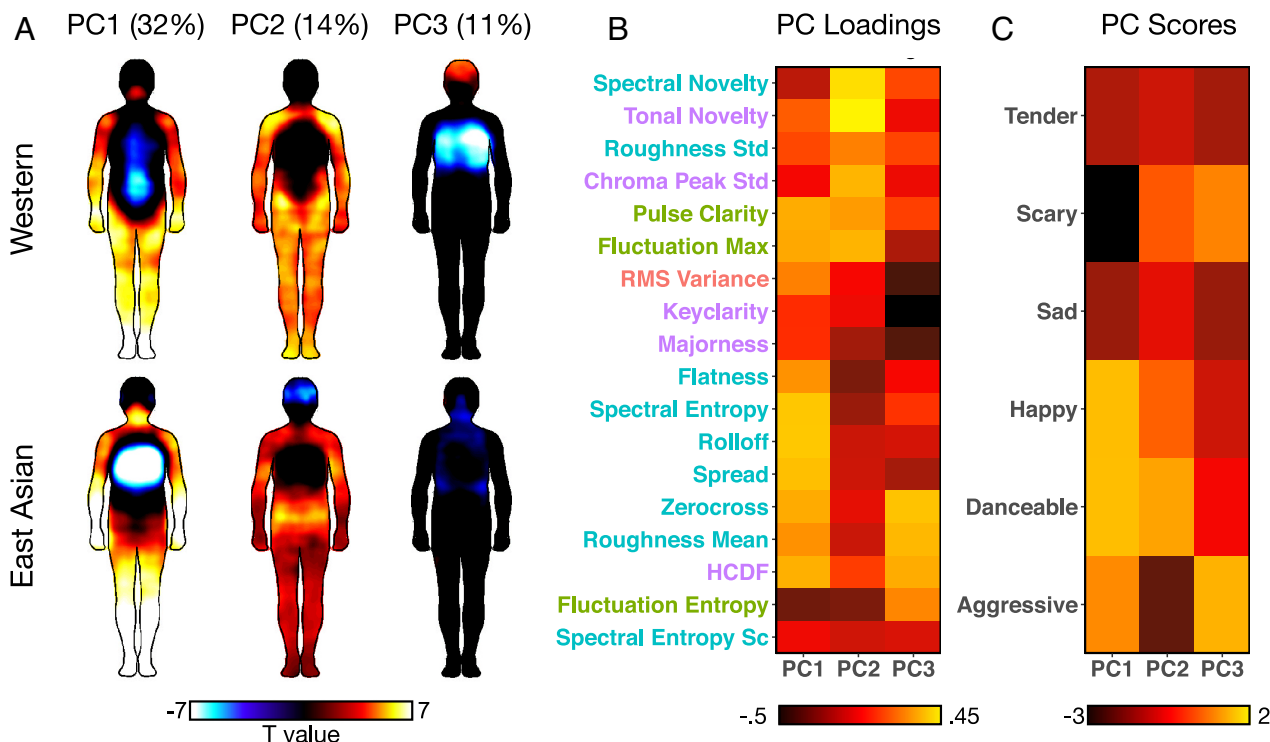 A
PC1 (32%)
PC2 (14%)
PC3 (11%)
Western
East Asian
-7
7
T value
B
PC Loadings
Spectral Novelty
Tonal Novelty
Roughness Std
Chroma Peak Std
Pulse Clarity
Fluctuation Max
RMS Variance
Keyclarity
Majorness
Flatness
Spectral Entropy
Rolloff
Spread
Zerocross
Roughness Mean
HCDF
Fluctuation Entropy
Spectral Entropy Sc
PC1 PC2 PC3
-.5
.45
C
PC Scores
Tender
Scary
Sad
Happy
Danceable
Aggressive
PC1 PC2 PC3
-3
2